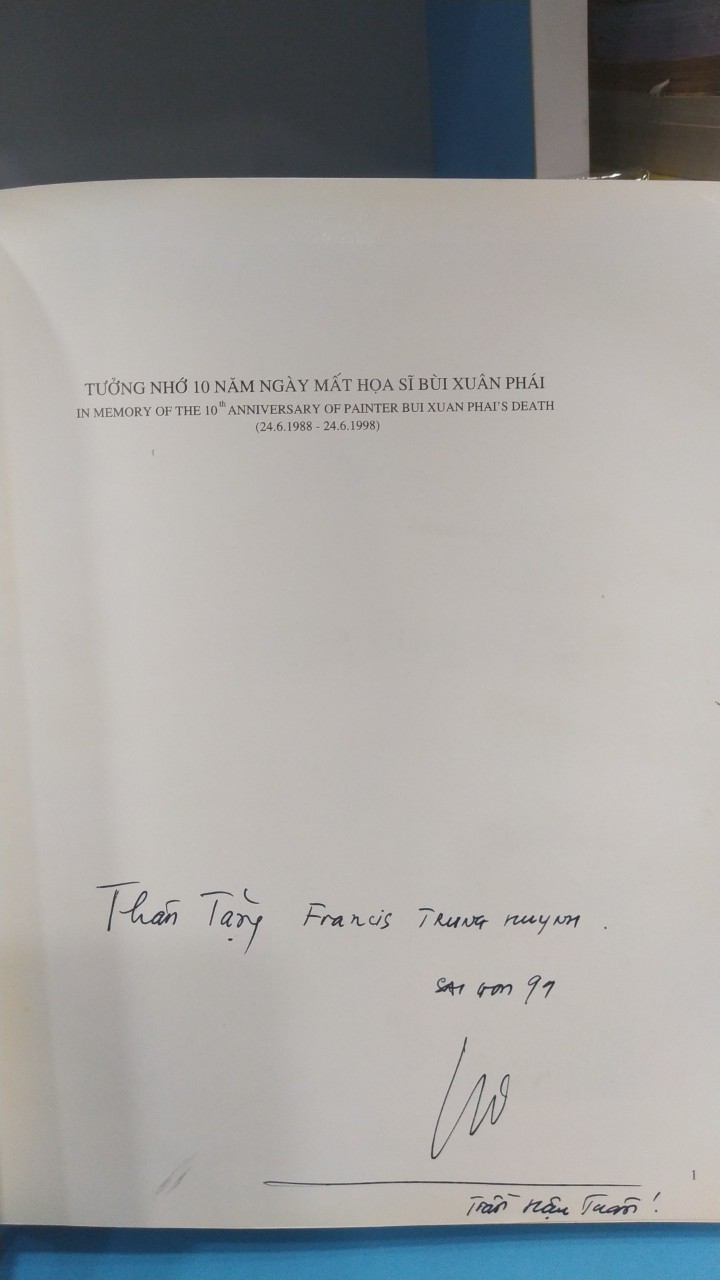 TƯỞNG NHỚ 10 NĂM NGÀY MẤT HỌA SĨ BÙI XUÂN PHÁI
IN MEMORY OF THE 10th ANNIVERSARY OF PAINTER BUI XUAN PHAI'S DEATH
(24.6.1988 - 24.6.1998)
Thân Tặng Francis TRUNG HUYNH.
SAI GON 99
1
Trần Hậu Tuấn!